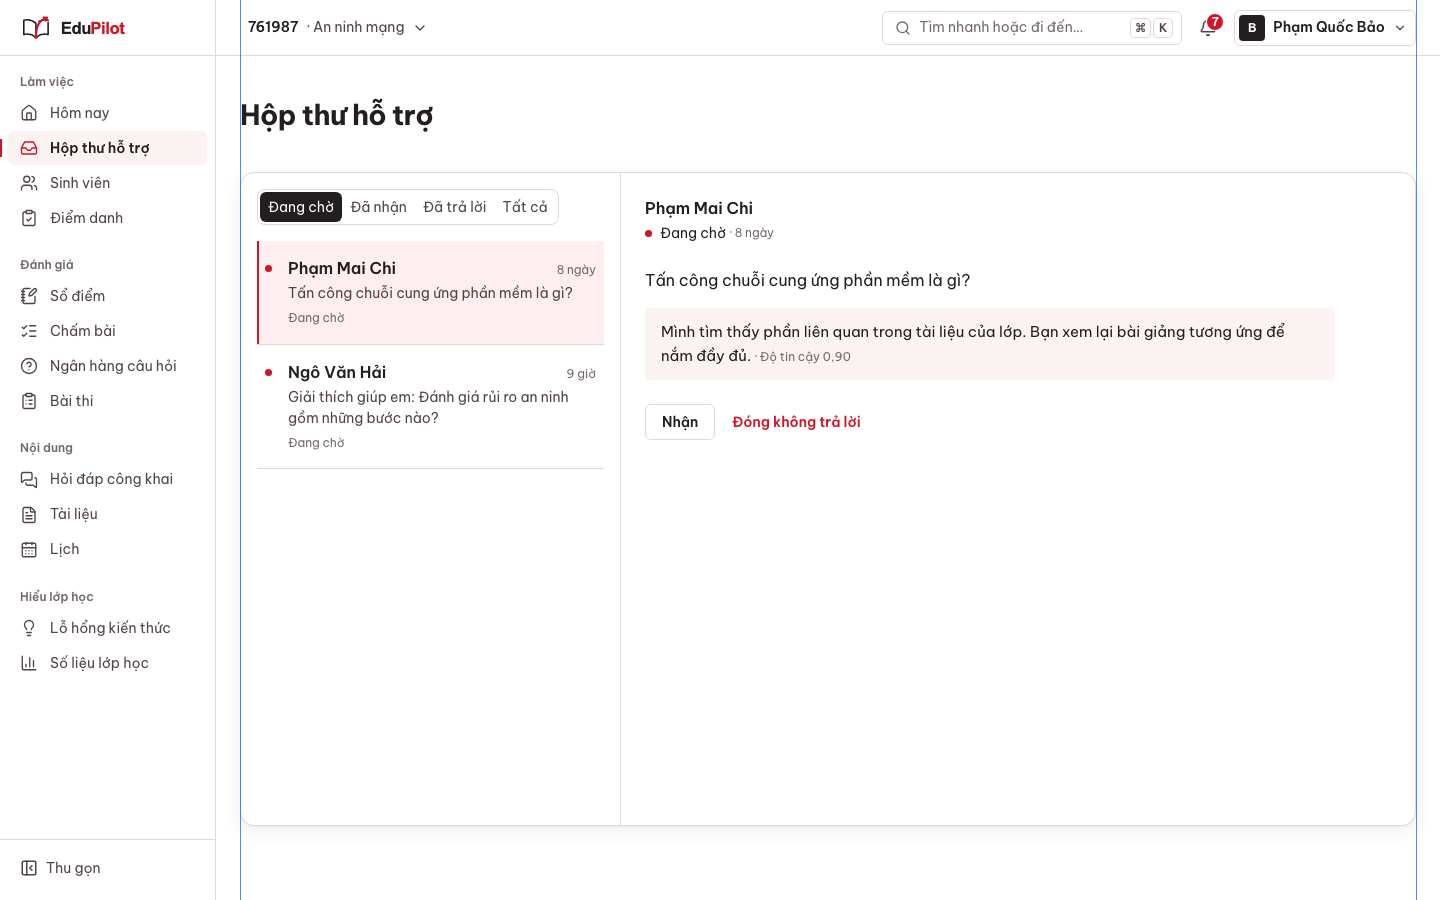 EduPilot
761987 · An ninh mạng
Tìm nhanh hoặc đi đến...
⌘ K
7
B
Phạm Quốc Bảo
Làm việc
Hôm nay
Hộp thư hỗ trợ
Sinh viên
Điểm danh
Đánh giá
Sổ điểm
Chấm bài
Ngân hàng câu hỏi
Bài thi
Nội dung
Hỏi đáp công khai
Tài liệu
Lịch
Hiểu lớp học
Lỗ hổng kiến thức
Số liệu lớp học
Thu gọn
Hộp thư hỗ trợ
Đang chờ
Đã nhận
Đã trả lời
Tất cả
Phạm Mai Chi
8 ngày
Tấn công chuỗi cung ứng phần mềm là gì?
Đang chờ
Ngô Văn Hải
9 giờ
Giải thích giúp em: Đánh giá rủi ro an ninh
gồm những bước nào?
Đang chờ
Phạm Mai Chi
Đang chờ · 8 ngày
Tấn công chuỗi cung ứng phần mềm là gì?
Mình tìm thấy phần liên quan trong tài liệu của lớp. Bạn xem lại bài giảng tương ứng để
nắm đầy đủ. · Độ tin cậy 0,90
Nhận
Đóng không trả lời